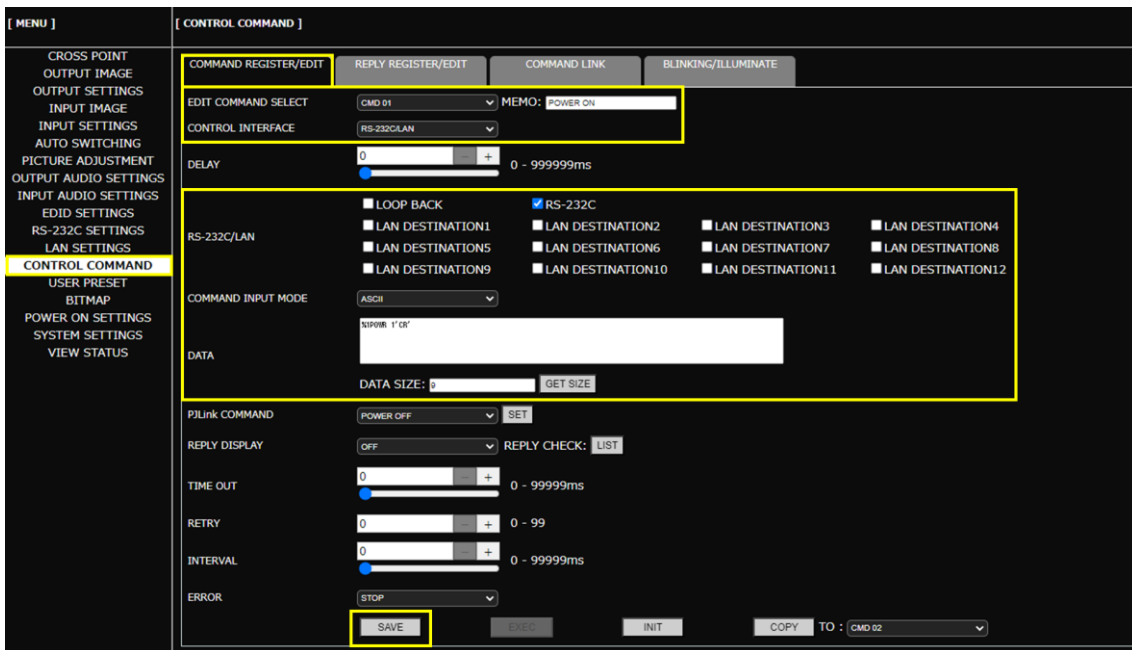 [ MENU ]
[ CONTROL COMMAND ]
CROSS POINT
OUTPUT IMAGE
OUTPUT SETTINGS
INPUT IMAGE
INPUT SETTINGS
AUTO SWITCHING
PICTURE ADJUSTMENT
OUTPUT AUDIO SETTINGS
INPUT AUDIO SETTINGS
EDID SETTINGS
RS-232C SETTINGS
LAN SETTINGS
CONTROL COMMAND
USER PRESET
BITMAP
POWER ON SETTINGS
SYSTEM SETTINGS
VIEW STATUS
COMMAND REGISTER/EDIT REPLY REGISTER/EDIT COMMAND LINK BLINKING/ILLUMINATE
EDIT COMMAND SELECT CMD 01 MEMO: POWER ON
CONTROL INTERFACE RS-232C/LAN
DELAY 0 - + 0 - 999999ms
RS-232C/LAN
LOOP BACK RS-232C
LAN DESTINATION1 LAN DESTINATION2 LAN DESTINATION3 LAN DESTINATION4
LAN DESTINATION5 LAN DESTINATION6 LAN DESTINATION7 LAN DESTINATION8
LAN DESTINATION9 LAN DESTINATION10 LAN DESTINATION11 LAN DESTINATION12
COMMAND INPUT MODE ASCII
DATA
%1POWR 1'CR'
DATA SIZE: 9 GET SIZE
PJLink COMMAND POWER OFF SET
REPLY DISPLAY OFF REPLY CHECK: LIST
TIME OUT 0 - + 0 - 99999ms
RETRY 0 - + 0 - 99
INTERVAL 0 - + 0 - 99999ms
ERROR STOP
SAVE EXEC INIT COPY TO : CMD 02